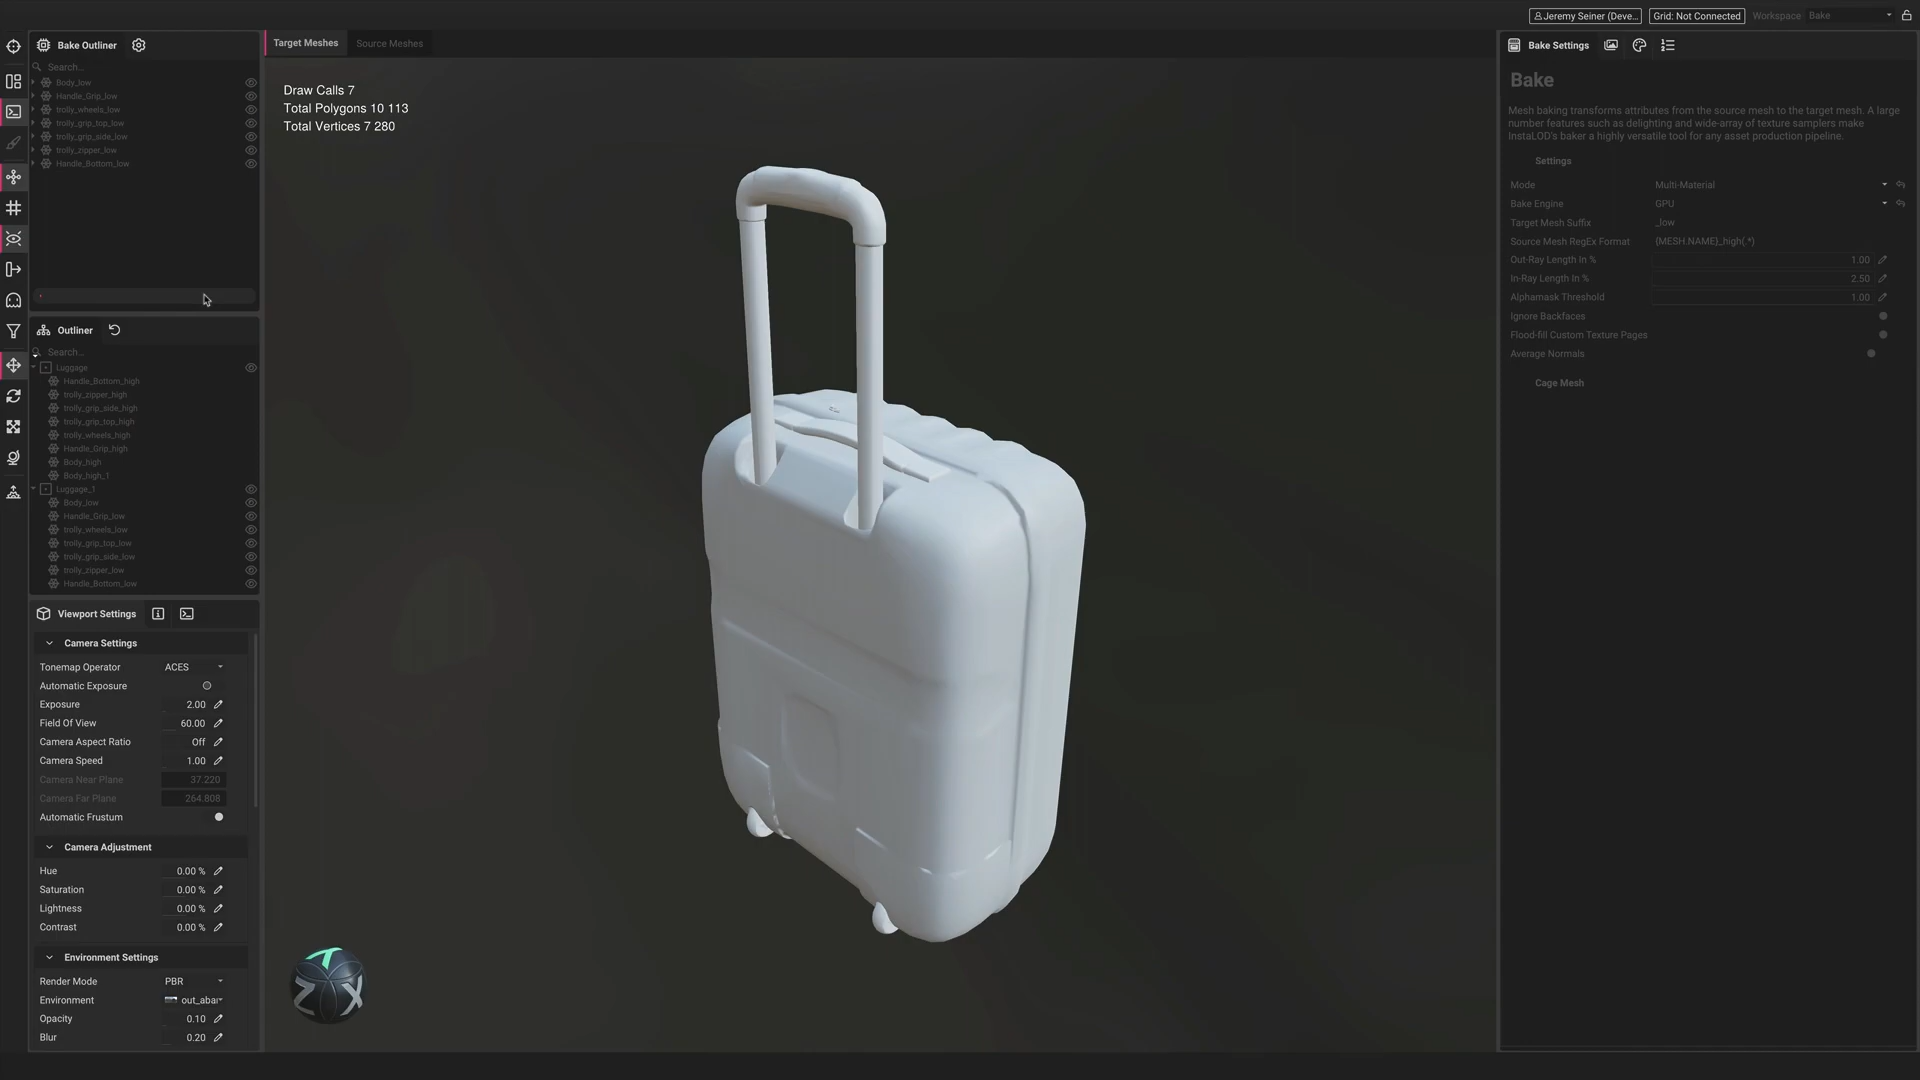 Jeremy Seiner (Deve...
Grid: Not Connected
Workspace
Bake
Bake Outliner
Search...
Body_low
Handle_Grip_low
trolly_wheels_low
trolly_grip_top_low
trolly_grip_side_low
trolly_zipper_low
Handle_Bottom_low
Outliner
Search...
Luggage
Handle_Bottom_high
trolly_zipper_high
trolly_grip_side_high
trolly_grip_top_high
trolly_wheels_high
Handle_Grip_high
Body_high
Body_high_1
Luggage_1
Body_low
Handle_Grip_low
trolly_wheels_low
trolly_grip_top_low
trolly_grip_side_low
trolly_zipper_low
Handle_Bottom_low
Viewport Settings
Camera Settings
Tonemap Operator ACES
Automatic Exposure
Exposure 2.00
Field Of View 60.00
Camera Aspect Ratio Off
Camera Speed 1.00
Camera Near Plane 37.220
Camera Far Plane 264.808
Automatic Frustum
Camera Adjustment
Hue 0.00 %
Saturation 0.00 %
Lightness 0.00 %
Contrast 0.00 %
Environment Settings
Render Mode PBR
Environment out_abar
Opacity 0.10
Blur 0.20
Target Meshes
Source Meshes
Draw Calls 7
Total Polygons 10 113
Total Vertices 7 280
Z X
Bake Settings
Bake
Mesh baking transforms attributes from the source mesh to the target mesh. A large
number features such as delighting and wide-array of texture samplers make
InstaLOD's baker a highly versatile tool for any asset production pipeline.
Settings
Mode Multi-Material
Bake Engine GPU
Target Mesh Suffix _low
Source Mesh RegEx Format {MESH.NAME}_high(.*)
Out-Ray Length In % 1.00
In-Ray Length In % 2.50
Alphamask Threshold 1.00
Ignore Backfaces
Flood-fill Custom Texture Pages
Average Normals
Cage Mesh